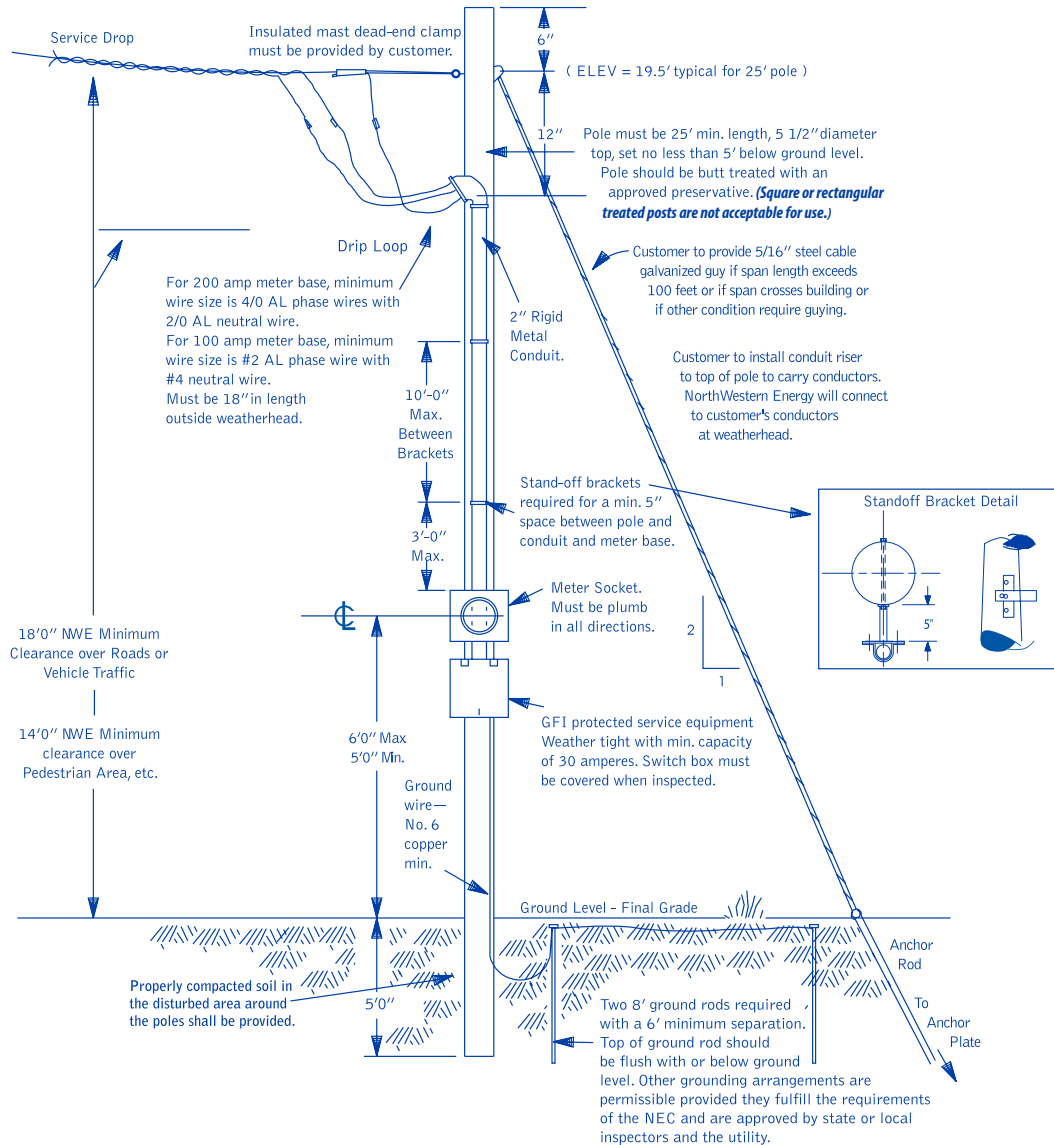 Service Drop
Insulated mast dead-end clamp
must be provided by customer.
6″
( ELEV = 19.5′ typical for 25′ pole )
12″
Pole must be 25′ min. length, 5 1/2″ diameter
top, set no less than 5′ below ground level.
Pole should be butt treated with an
approved preservative. (Square or rectangular
treated posts are not acceptable for use.)
Drip Loop
Customer to provide 5/16″ steel cable
galvanized guy if span length exceeds
100 feet or if span crosses building or
if other condition require guying.
For 200 amp meter base, minimum
wire size is 4/0 AL phase wires with
2/0 AL neutral wire.
For 100 amp meter base, minimum
wire size is #2 AL phase wire with
#4 neutral wire.
Must be 18″ in length
outside weatherhead.
2″ Rigid
Metal
Conduit.
Customer to install conduit riser
to top of pole to carry conductors.
NorthWestern Energy will connect
to customer's conductors
at weatherhead.
10′-0″
Max.
Between
Brackets
Stand-off brackets
required for a min. 5″
space between pole and
conduit and meter base.
Standoff Bracket Detail
5"
3′-0″
Max.
Meter Socket.
Must be plumb
in all directions.
CL
2
1
18′0″ NWE Minimum
Clearance over Roads or
Vehicle Traffic
14′0″ NWE Minimum
clearance over
Pedestrian Area, etc.
6′0″ Max
5′0″ Min.
GFI protected service equipment
Weather tight with min. capacity
of 30 amperes. Switch box must
be covered when inspected.
Ground
wire—
No. 6
copper
min.
Ground Level - Final Grade
Anchor
Rod
To
Anchor
Plate
Properly compacted soil in
the disturbed area around
the poles shall be provided.
5′0″
Two 8′ ground rods required
with a 6′ minimum separation.
Top of ground rod should
be flush with or below ground
level. Other grounding arrangements are
permissible provided they fulfill the requirements
of the NEC and are approved by state or local
inspectors and the utility.